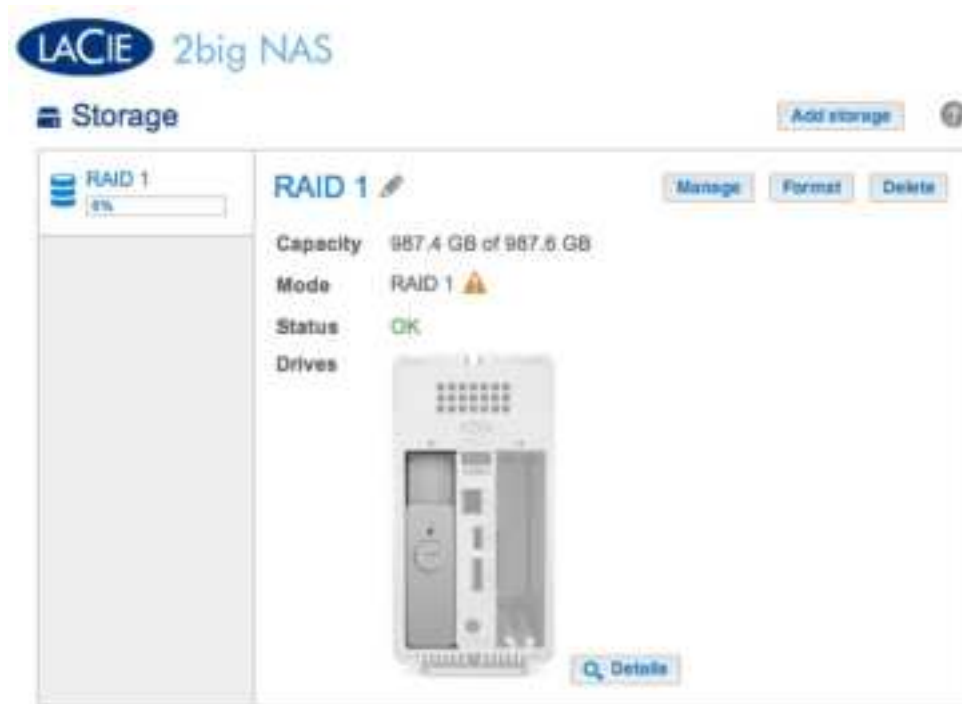 LACIE 2big NAS
Storage
Add storage
?
RAID 1
0%
RAID 1
Manage
Format
Delete
Capacity 987.4 GB of 987.6 GB
Mode RAID 1
Status OK
Drives
Details